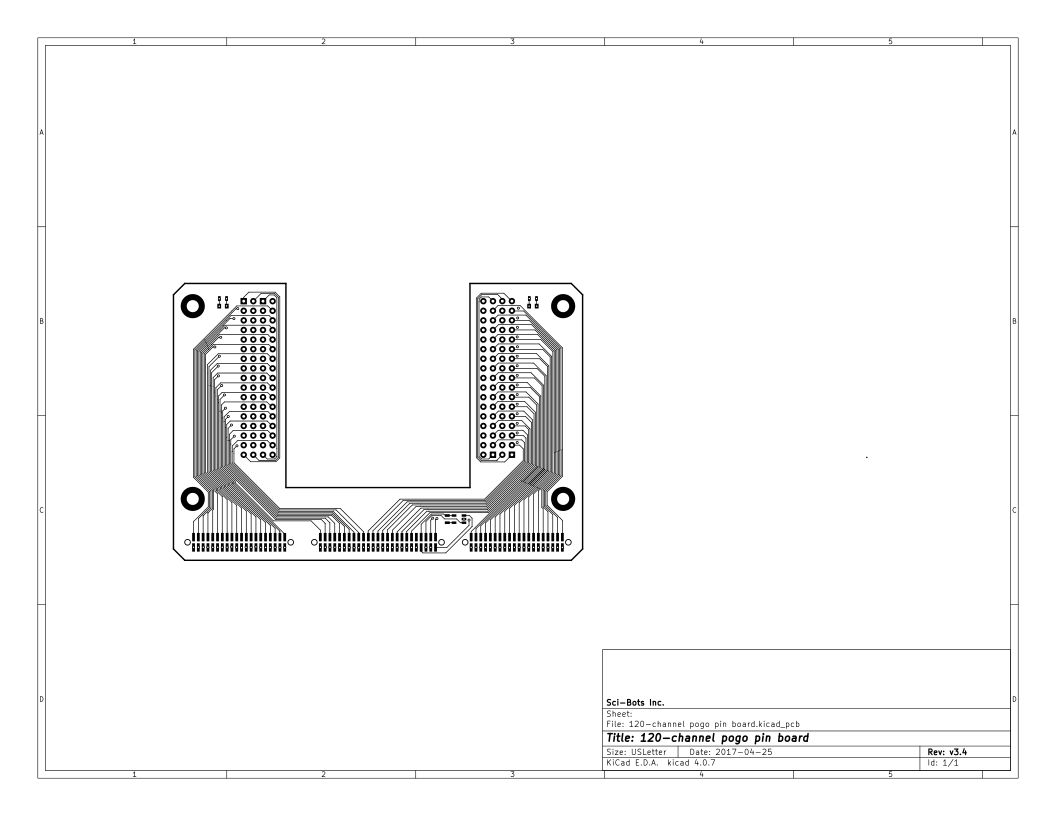 1 2 3 4 5
A A
B B
C C
D D
Sci-Bots Inc.
Sheet:
File: 120-channel pogo pin board.kicad_pcb
Title: 120-channel pogo pin board
Size: USLetter Date: 2017-04-25 Rev: v3.4
KiCad E.D.A. kicad 4.0.7 Id: 1/1
1 2 3 4 5